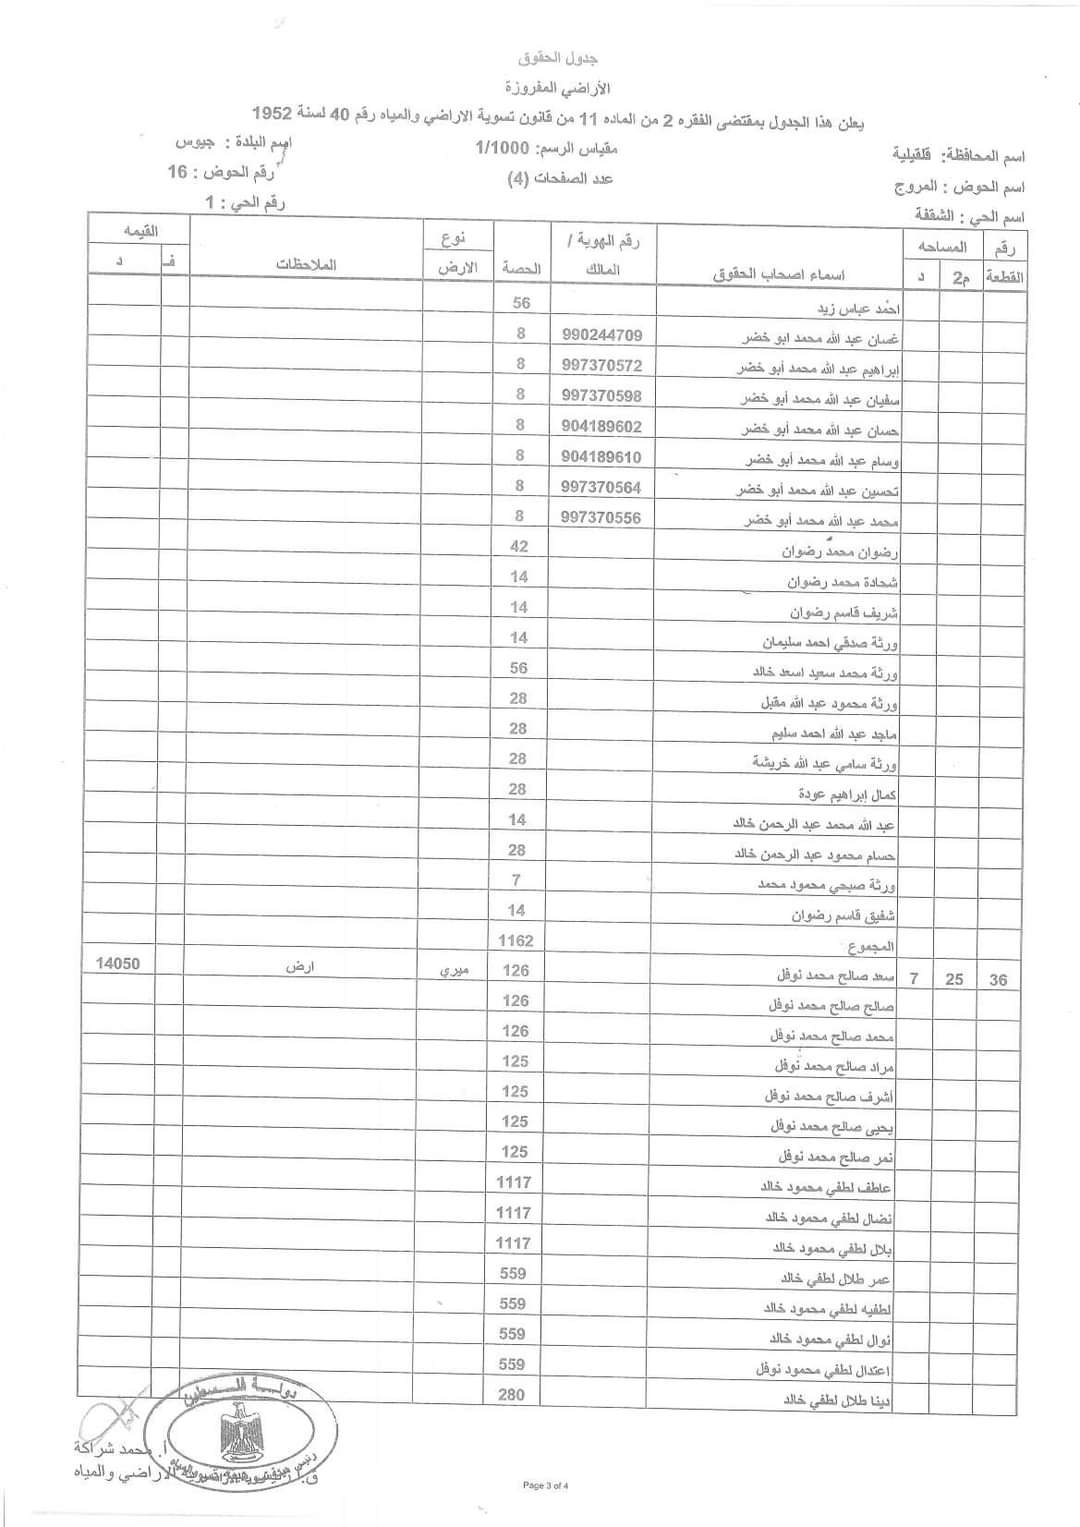 جدول الحقوق
الأراضي المفروزة
يعلن هذا الجدول بمقتضى الفقره 2 من الماده 11 من قانون تسوية الاراضي والمياه رقم 40 لسنة 1952
اسم المحافظة: قلقيلية مقياس الرسم: 1/1000 اسم البلدة : جيوس
اسم الحوض : المروج عدد الصفحات (4) رقم الحوض : 16
اسم الحي : الشقفة رقم الحي : 1
رقم القطعة المساحه م2 د اسماء اصحاب الحقوق رقم الهوية / المالك الحصة نوع الارض الملاحظات القيمه ف د
احمد عباس زيد 56
غسان عبد الله محمد ابو خضر 990244709 8
إبراهيم عبد الله محمد أبو خضر 997370572 8
سفيان عبد الله محمد أبو خضر 997370598 8
حسان عبد الله محمد أبو خضر 904189602 8
وسام عبد الله محمد أبو خضر 904189610 8
تحسين عبد الله محمد أبو خضر 997370564 8
محمد عبد الله محمد أبو خضر 997370556 8
رضوان محمد رضوان 42
شحادة محمد رضوان 14
شريف قاسم رضوان 14
ورثة صدقي احمد سليمان 14
ورثة محمد سعيد اسعد خالد 56
ورثة محمود عبد الله مقبل 28
ماجد عبد الله احمد سليم 28
ورثة سامي عبد الله خريشة 28
كمال إبراهيم عودة 28
عبد الله محمد عبد الرحمن خالد 14
حسام محمود عبد الرحمن خالد 28
ورثة صبحي محمود محمد 7
شفيق قاسم رضوان 14
المجموع 1162
36 25 7 سعد صالح محمد نوفل 126 ميري ارض 14050
صالح صالح محمد نوفل 126
محمد صالح محمد نوفل 126
مراد صالح محمد نوفل 125
أشرف صالح محمد نوفل 125
يحيى صالح محمد نوفل 125
نمر صالح محمد نوفل 125
عاطف لطفي محمود خالد 1117
نضال لطفي محمود خالد 1117
بلال لطفي محمود خالد 1117
عمر طلال لطفي خالد 559
لطفيه لطفي محمود خالد 559
نوال لطفي محمود خالد 559
اعتدال لطفي محمود نوفل 559
دينا طلال لطفي خالد 280
دولة فلسطين
أ. محمد شراكة
ق.أ رئيس هيئة تسوية الاراضي والمياه
Page 3 of 4